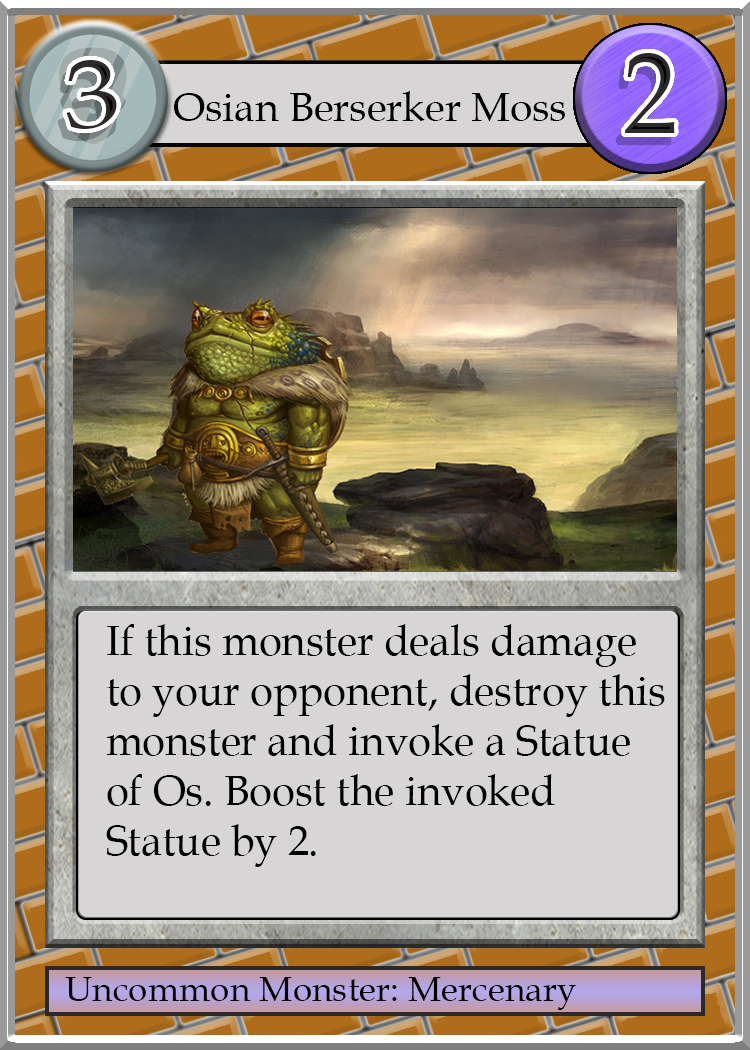 3
Osian Berserker Moss
2
If this monster deals damage
to your opponent, destroy this
monster and invoke a Statue
of Os. Boost the invoked
Statue by 2.
Uncommon Monster: Mercenary